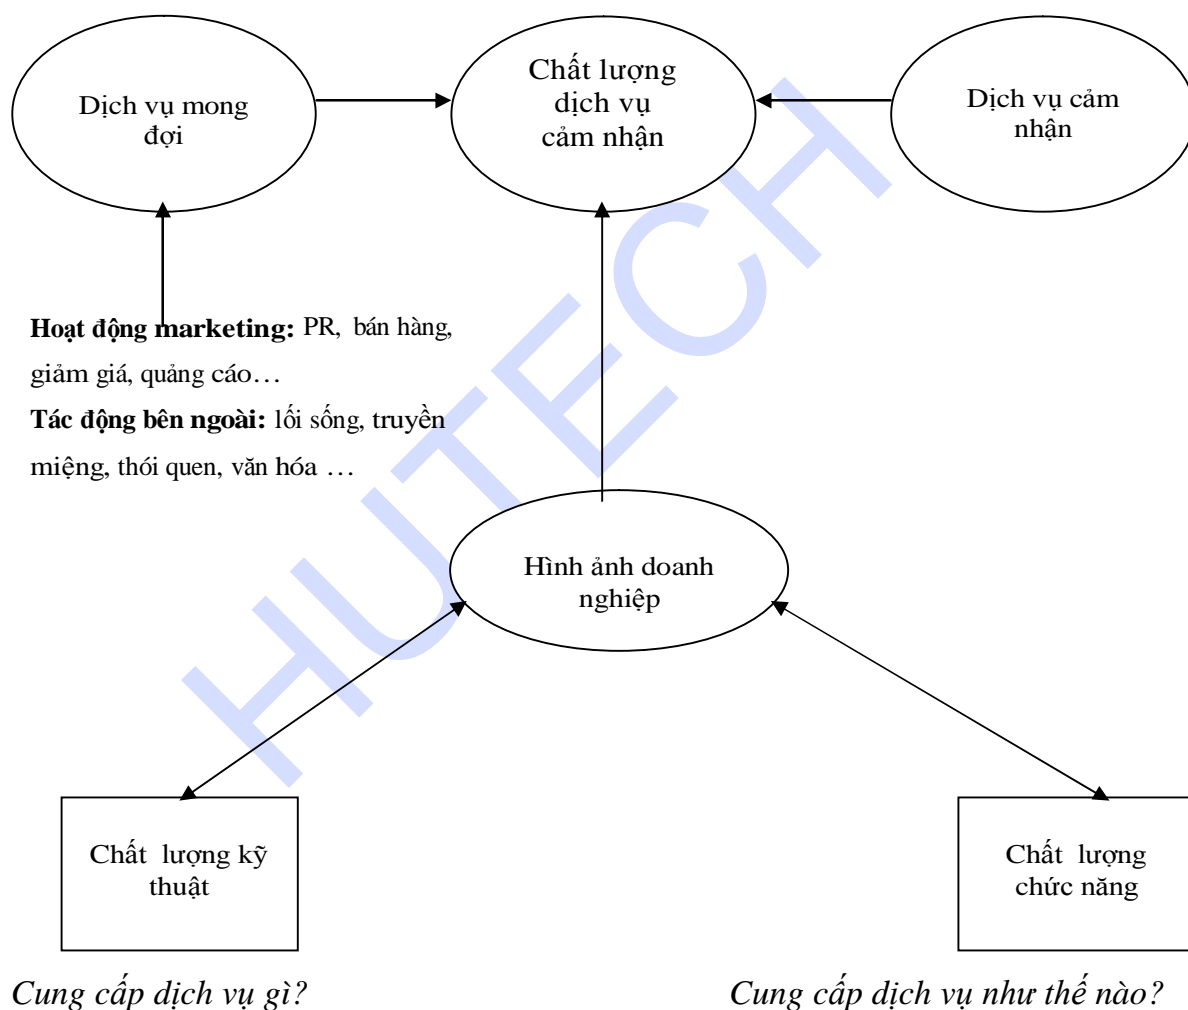 Dịch vụ mong
đợi
Chất lượng
dịch vụ
cảm nhận
Dịch vụ cảm
nhận
Hoạt động marketing: PR, bán hàng,
giảm giá, quảng cáo…
Tác động bên ngoài: lối sống, truyền
miệng, thói quen, văn hóa …
Hình ảnh doanh
nghiệp
Chất lượng kỹ
thuật
Chất lượng
chức năng
Cung cấp dịch vụ gì?
Cung cấp dịch vụ như thế nào?
HUTECH